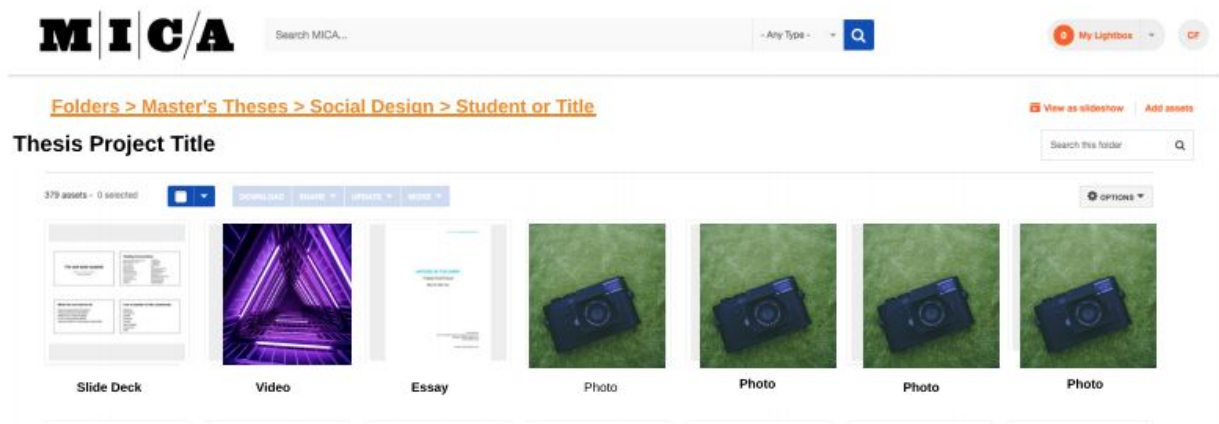 MICA
Search MICA...
- Any Type -
0 My Lightbox
CF
Folders > Master's Theses > Social Design > Student or Title
View as slideshow
Add assets
Thesis Project Title
Search this folder
379 assets - 0 selected
DOWNLOAD SHARE UPDATE MORE
OPTIONS
Slide Deck
Video
Essay
Photo
Photo
Photo
Photo